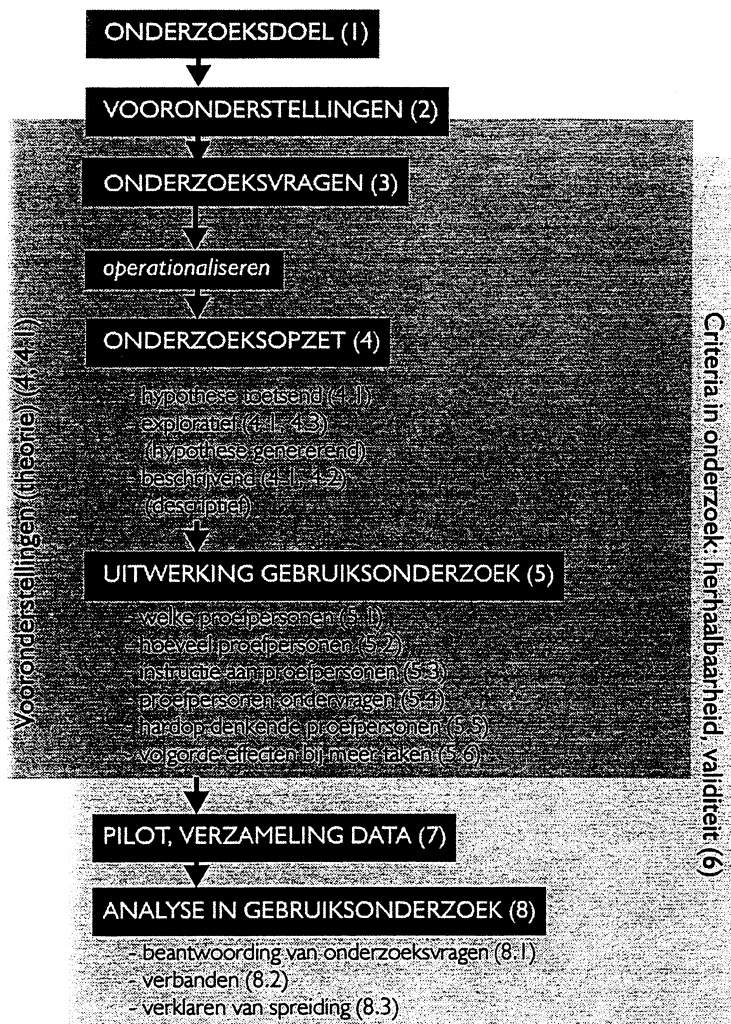 ONDERZOEKSDOEL (1)
VOORONDERSTELLINGEN (2)
ONDERZOEKSVRAGEN (3)
operationaliseren
ONDERZOEKSOPZET (4)
- hypothese toetsend (4.1)
- exploratief (4.1, 4.3)
(hypothese genererend)
- beschrijvend (4.1, 4.2)
(descriptief)
UITWERKING GEBRUIKSONDERZOEK (5)
- welke proefpersonen (5.1)
- hoeveel proefpersonen (5.2)
- instructie aan proefpersonen (5.3)
- proefpersonen ondervragen (5.4)
- hardop denkende proefpersonen (5.5)
- volgorde effecten bij meer taken (5.6)
PILOT, VERZAMELING DATA (7)
ANALYSE IN GEBRUIKSONDERZOEK (8)
- beantwoording van onderzoeksvragen (8.1)
- verbanden (8.2)
- verklaren van spreiding (8.3)
Vooronderstellingen (theorie) (4, 4.1)
Criteria in onderzoek: herhaalbaarheid, validiteit (6)